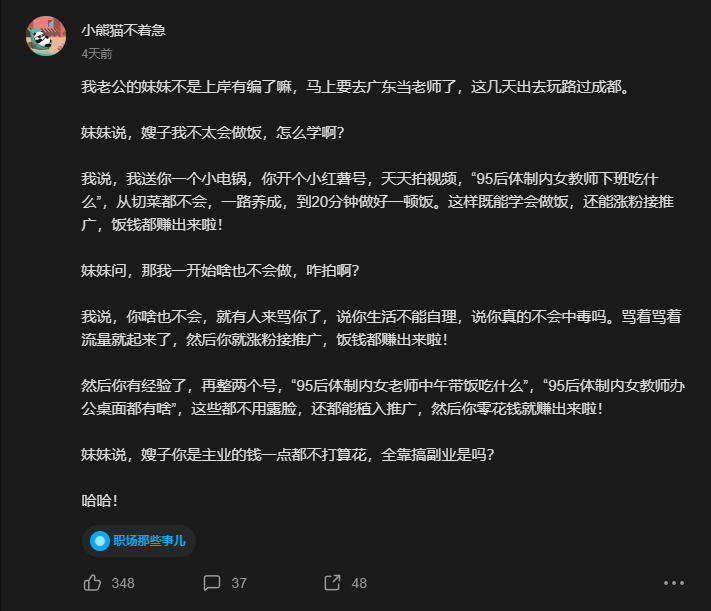 小熊猫不着急
4天前
我老公的妹妹不是上岸有编了嘛，马上要去广东当老师了，这几天出去玩路过成都。
妹妹说，嫂子我不太会做饭，怎么学啊？
我说，我送你一个小电锅，你开个小红薯号，天天拍视频，“95后体制内女教师下班吃什
么”，从切菜都不会，一路养成，到20分钟做好一顿饭。这样既能学会做饭，还能涨粉接推
广，饭钱都赚出来啦！
妹妹问，那我一开始啥也不会做，咋拍啊？
我说，你啥也不会，就有人来骂你了，说你生活不能自理，说你真的不会中毒吗。骂着骂着
流量就起来了，然后你就涨粉接推广，饭钱都赚出来啦！
然后你有经验了，再整两个号，“95后体制内女老师中午带饭吃什么”，“95后体制内女教师办
公桌面都有啥”，这些都不用露脸，还都能植入推广，然后你零花钱就赚出来啦！
妹妹说，嫂子你是主业的钱一点都不打算花，全靠搞副业是吗？
哈哈！
职场那些事儿
348 37 48